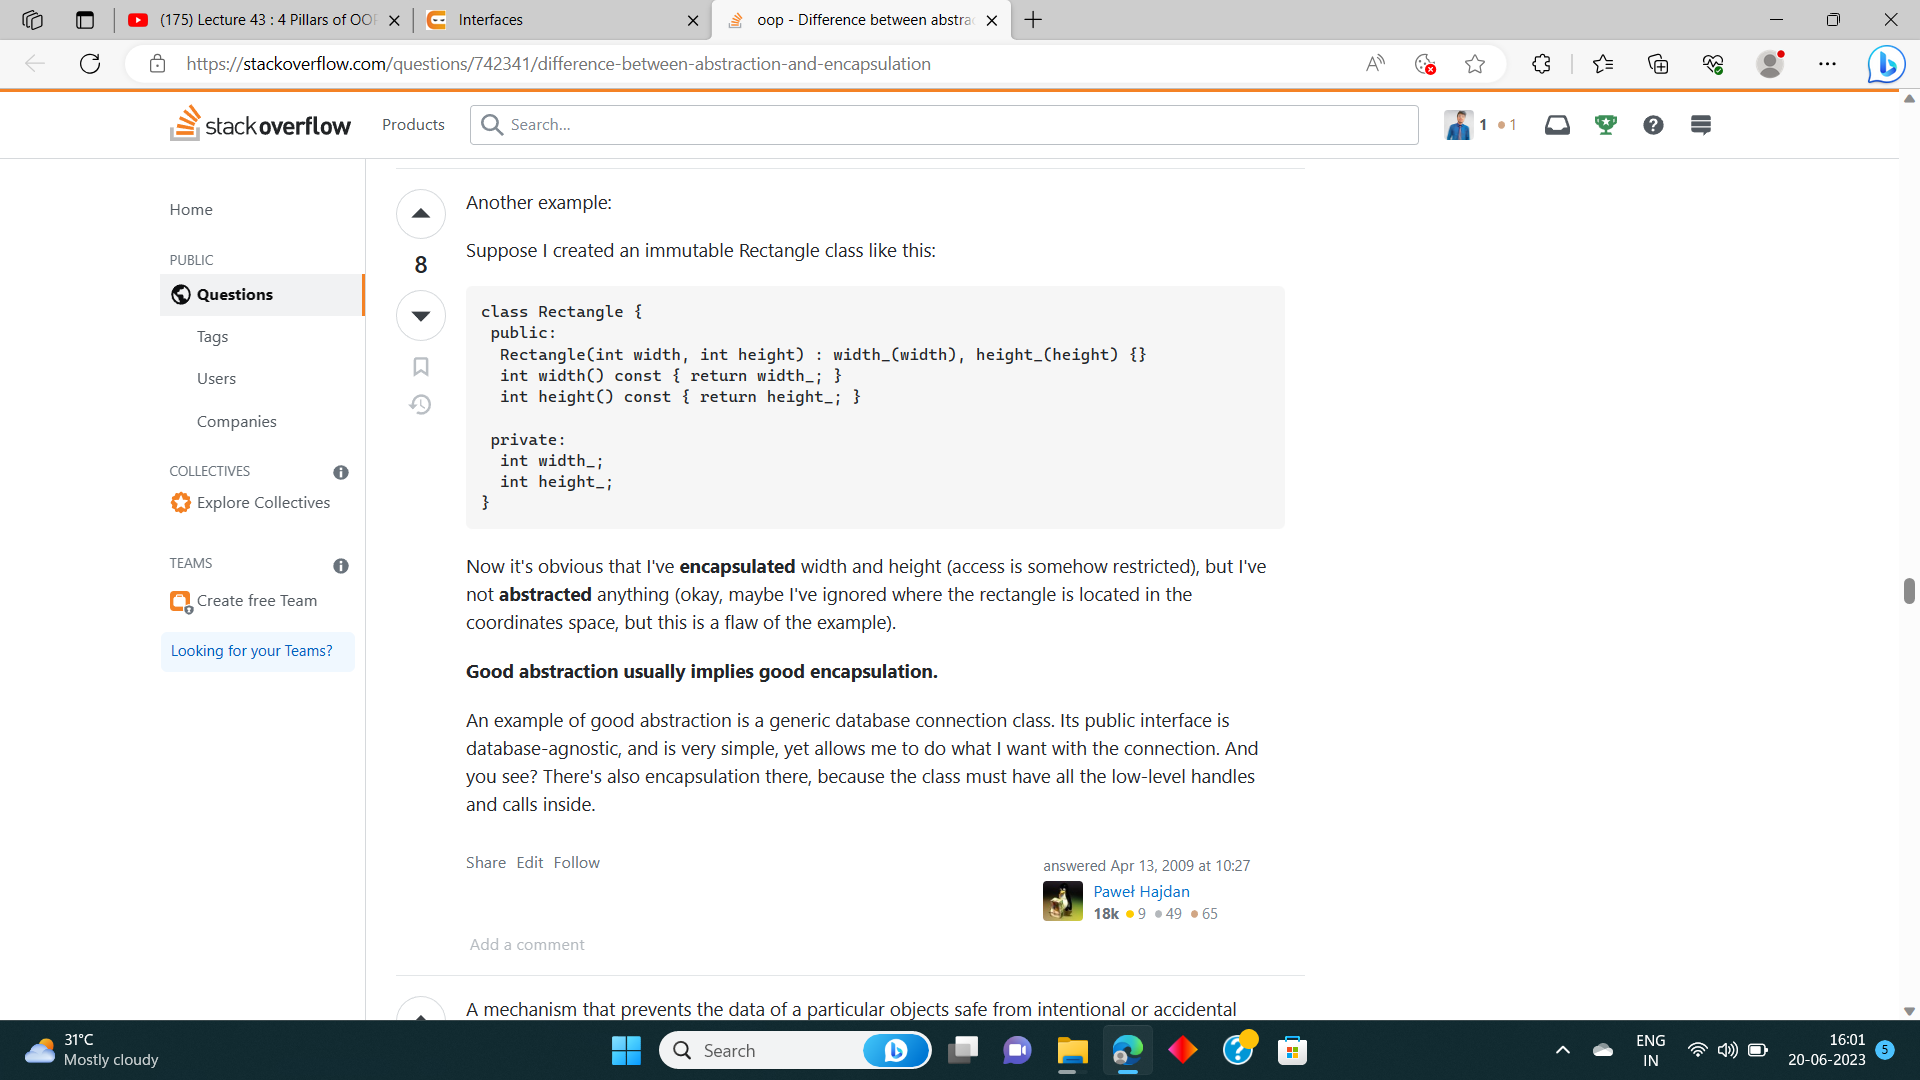 (175) Lecture 43 : 4 Pillars of OOP
Interfaces
oop - Difference between abstra
https://stackoverflow.com/questions/742341/difference-between-abstraction-and-encapsulation
stackoverflow
Products
Search...
1 1
Home
PUBLIC
Questions
Tags
Users
Companies
COLLECTIVES
Explore Collectives
TEAMS
Create free Team
Looking for your Teams?
8
Another example:
Suppose I created an immutable Rectangle class like this:
class Rectangle {
public:
Rectangle(int width, int height) : width_(width), height_(height) {}
int width() const { return width_; }
int height() const { return height_; }
private:
int width_;
int height_;
}
Now it's obvious that I've encapsulated width and height (access is somehow restricted), but I've
not abstracted anything (okay, maybe I've ignored where the rectangle is located in the
coordinates space, but this is a flaw of the example).
Good abstraction usually implies good encapsulation.
An example of good abstraction is a generic database connection class. Its public interface is
database-agnostic, and is very simple, yet allows me to do what I want with the connection. And
you see? There's also encapsulation there, because the class must have all the low-level handles
and calls inside.
Share Edit Follow
answered Apr 13, 2009 at 10:27
Paweł Hajdan
18k 9 49 65
Add a comment
A mechanism that prevents the data of a particular objects safe from intentional or accidental
31°C
Mostly cloudy
Search
ENG
IN
16:01
20-06-2023
5